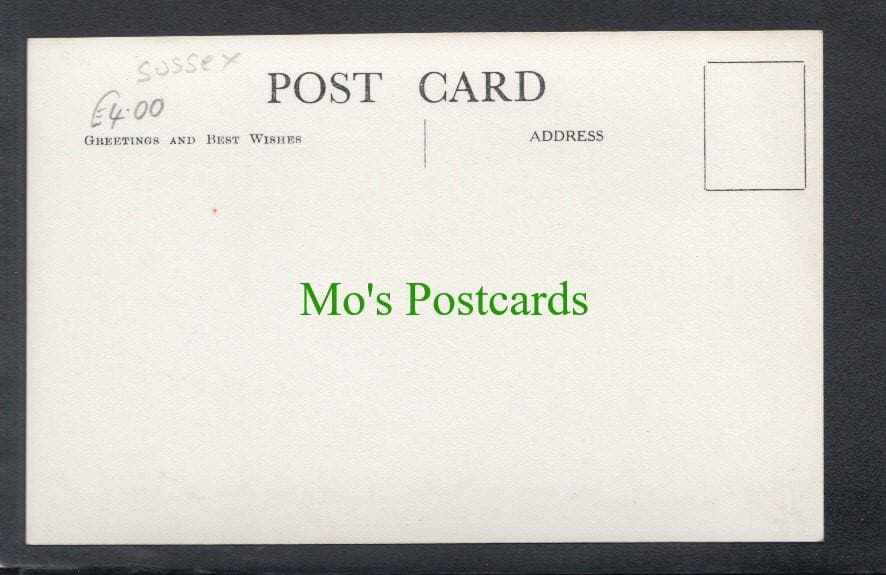 sussex
POST CARD
£4.00
GREETINGS AND BEST WISHES
ADDRESS
Mo's Postcards